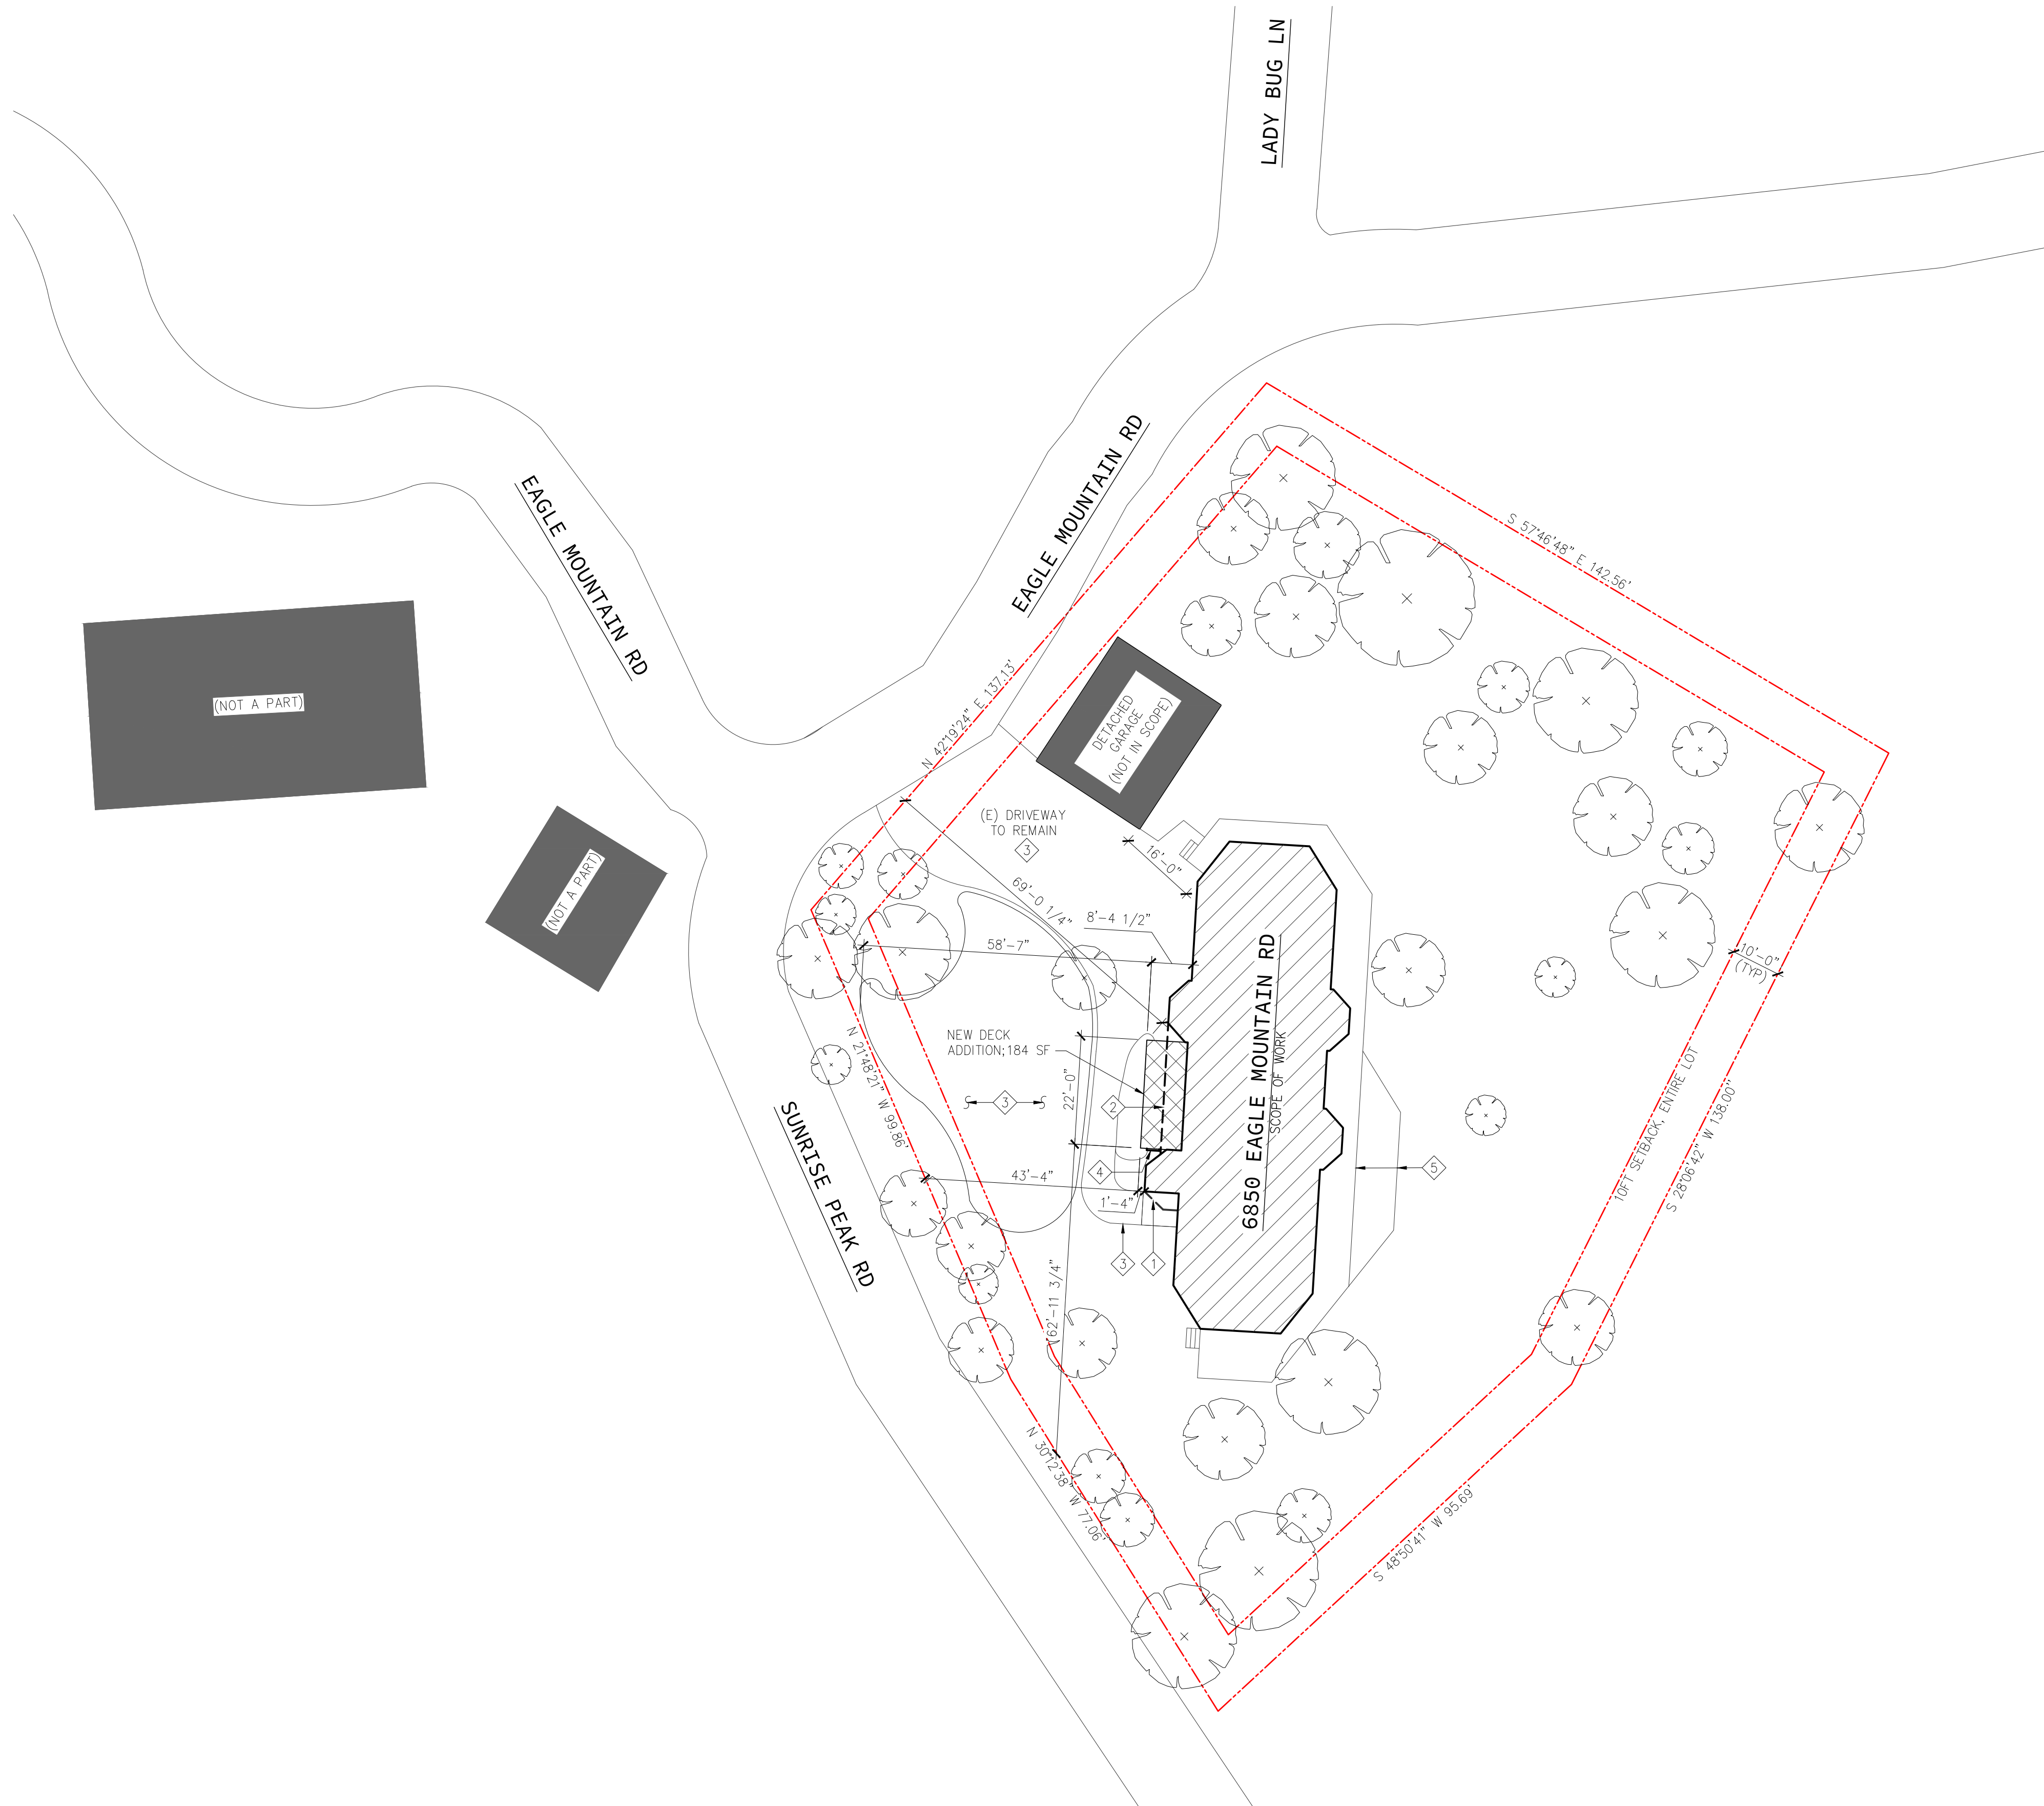 LADY BUG LN
EAGLE MOUNTAIN RD
EAGLE MOUNTAIN RD
S 57°46'48" E 142.56'
N 42°19'24" E 137.13'
(NOT A PART)
(NOT A PART)
DETACHED
GARAGE
(NOT IN SCOPE)
(E) DRIVEWAY
TO REMAIN
3
16'-0"
69'-0 1/4"
8'-4 1/2"
58'-7"
10'-0"
(TYP)
6850 EAGLE MOUNTAIN RD
SCOPE OF WORK
NEW DECK
ADDITION;184 SF
N 21°48'21" W 99.86'
3
22'-0"
2
4
5
43'-4"
1'-4"
3
1
10FT SETBACK, ENTIRE LOT
S 28°06'42" W 138.00"
SUNRISE PEAK RD
62'-11 3/4"
N 30°12'38" W 77.06'
S 48°50'41" W 95.69'